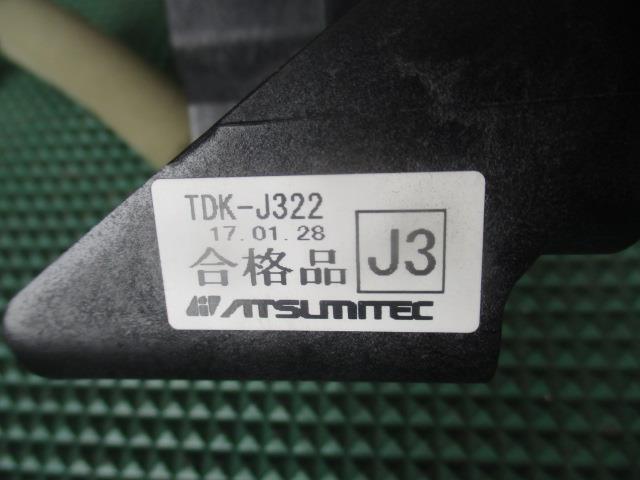 TDK-J322
17.01.28
合格品
J3
ATSUMITEC